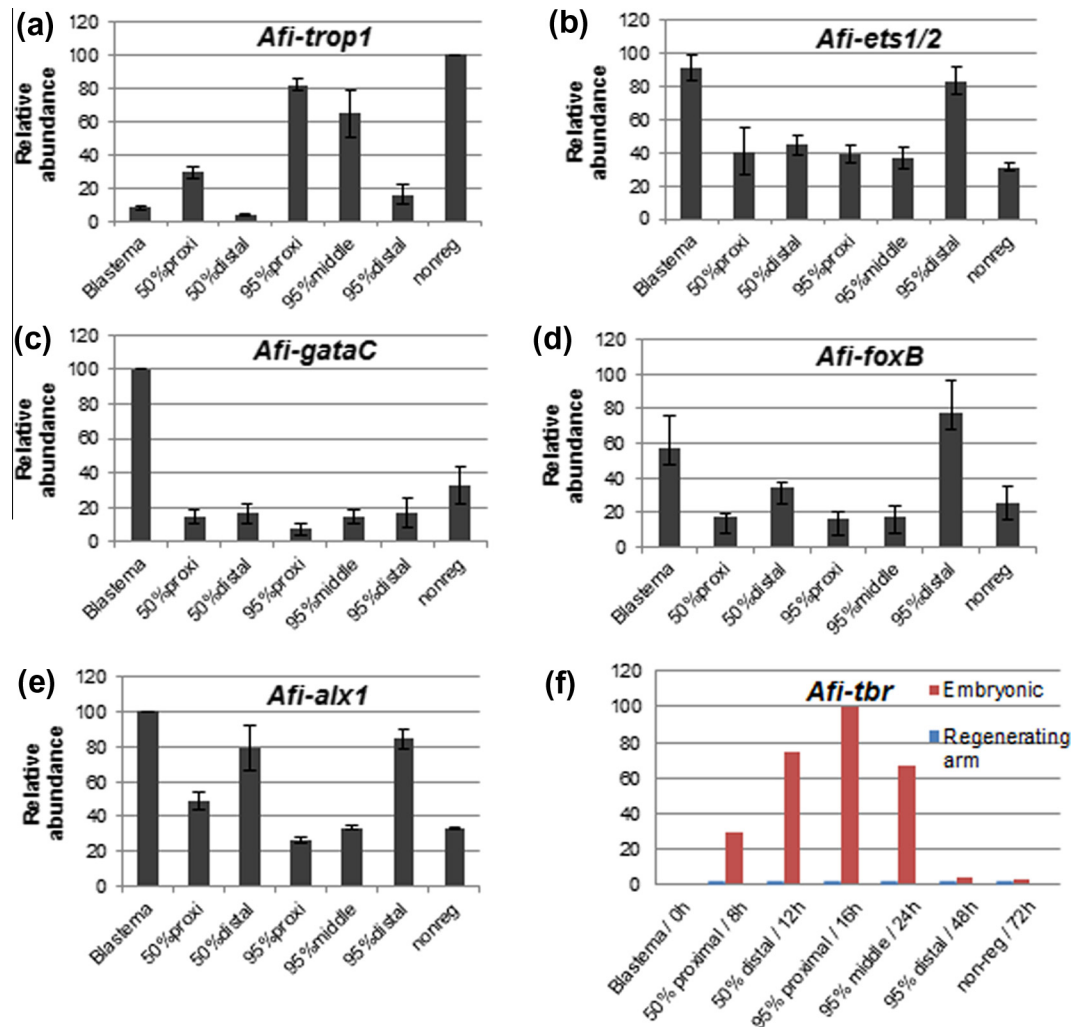 (a)
Afi-trop1
Relative
abundance
120
100
80
60
40
20
0
Blastema
50%proxi
50%distal
95%proxi
95%middle
95%distal
nonreg
(b)
Afi-ets1/2
Relative
abundance
120
100
80
60
40
20
0
Blastema
50%proxi
50%distal
95%proxi
95%middle
95%distal
nonreg
(c)
Afi-gataC
Relative
abundance
120
100
80
60
40
20
0
Blastema
50%proxi
50%distal
95%proxi
95%middle
95%distal
nonreg
(d)
Afi-foxB
Relative
abundance
120
100
80
60
40
20
0
Blastema
50%proxi
50%distal
95%proxi
95%middle
95%distal
nonreg
(e)
Afi-alx1
Relative
abundance
120
100
80
60
40
20
0
Blastema
50%proxi
50%distal
95%proxi
95%middle
95%distal
nonreg
(f)
Afi-tbr
Embryonic
Regenerating
arm
Relative
abundance
120
100
80
60
40
20
0
Blastema / 0h
50% proximal / 8h
50% distal / 12h
95% proximal / 16h
95% middle / 24h
95% distal / 48h
non-reg / 72h